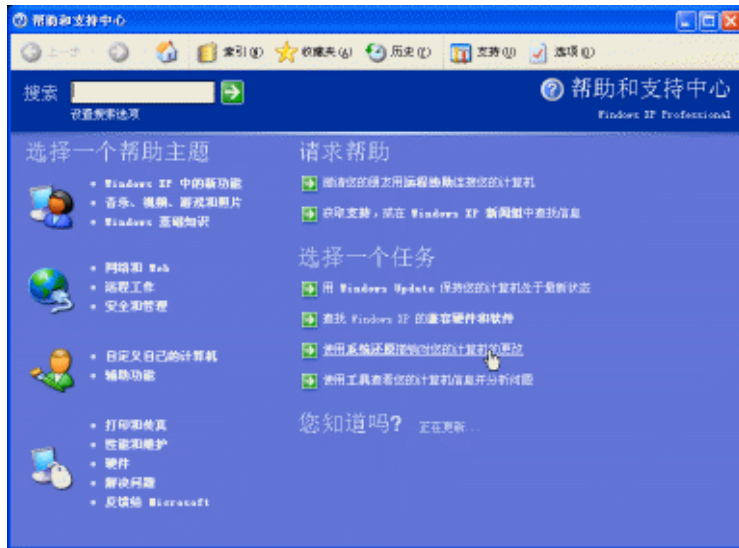 帮助和支持中心
上一步 索引(N) 收藏夹(A) 历史(T) 支持(U) 选项(O)
搜索
设置搜索选项
帮助和支持中心
Windows XP Professional
选择一个帮助主题
• Windows XP 中的新功能
• 音乐、视频、游戏和照片
• Windows 基础知识
• 网络和 Web
• 远程工作
• 安全和管理
• 自定义自己的计算机
• 辅助功能
• 打印和传真
• 性能和维护
• 硬件
• 解决问题
• 反馈给 Microsoft
请求帮助
邀请您的朋友用远程协助连接您的计算机
获取支持，或在 Windows XP 新闻组中查找信息
选择一个任务
用 Windows Update 保持您的计算机处于最新状态
查找 Windows XP 的兼容硬件和软件
使用系统还原撤销对您的计算机的更改
使用工具查看您的计算机信息并分析问题
您知道吗? 正在更新...